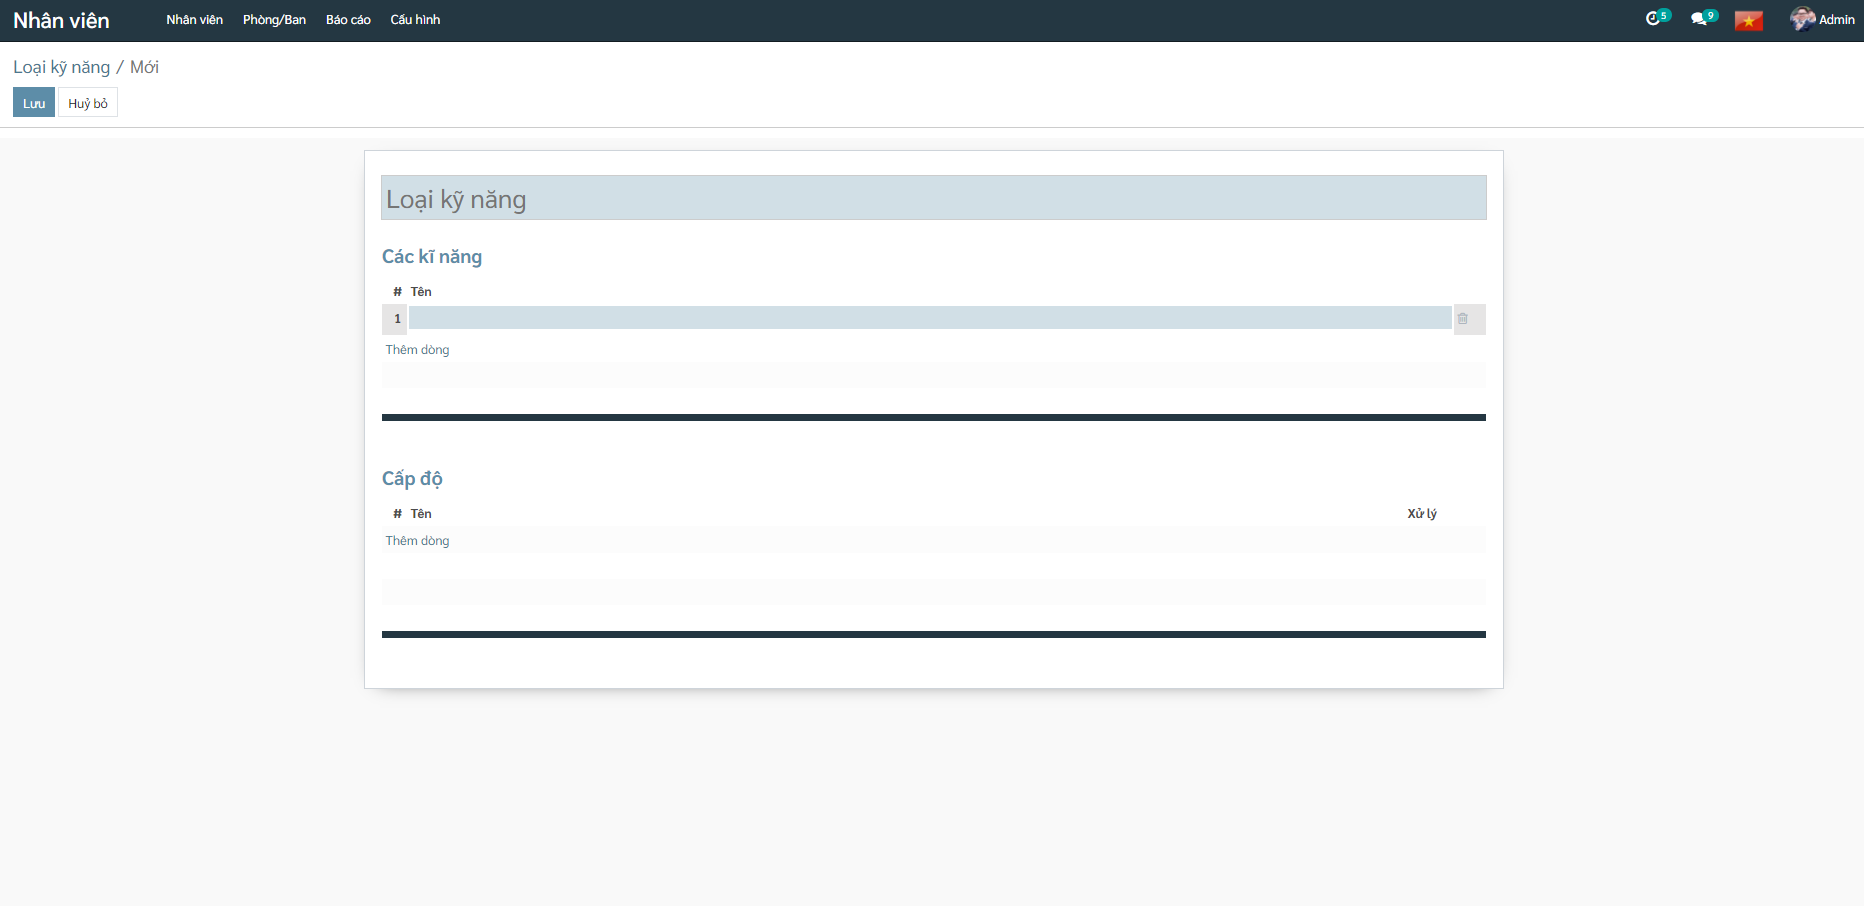 Nhân viên Nhân viên Phòng/Ban Báo cáo Cấu hình 5 9 Admin
Loại kỹ năng / Mới
Lưu Huỷ bỏ
Loại kỹ năng
Các kĩ năng
# Tên
1
Thêm dòng
Cấp độ
# Tên Xử lý
Thêm dòng